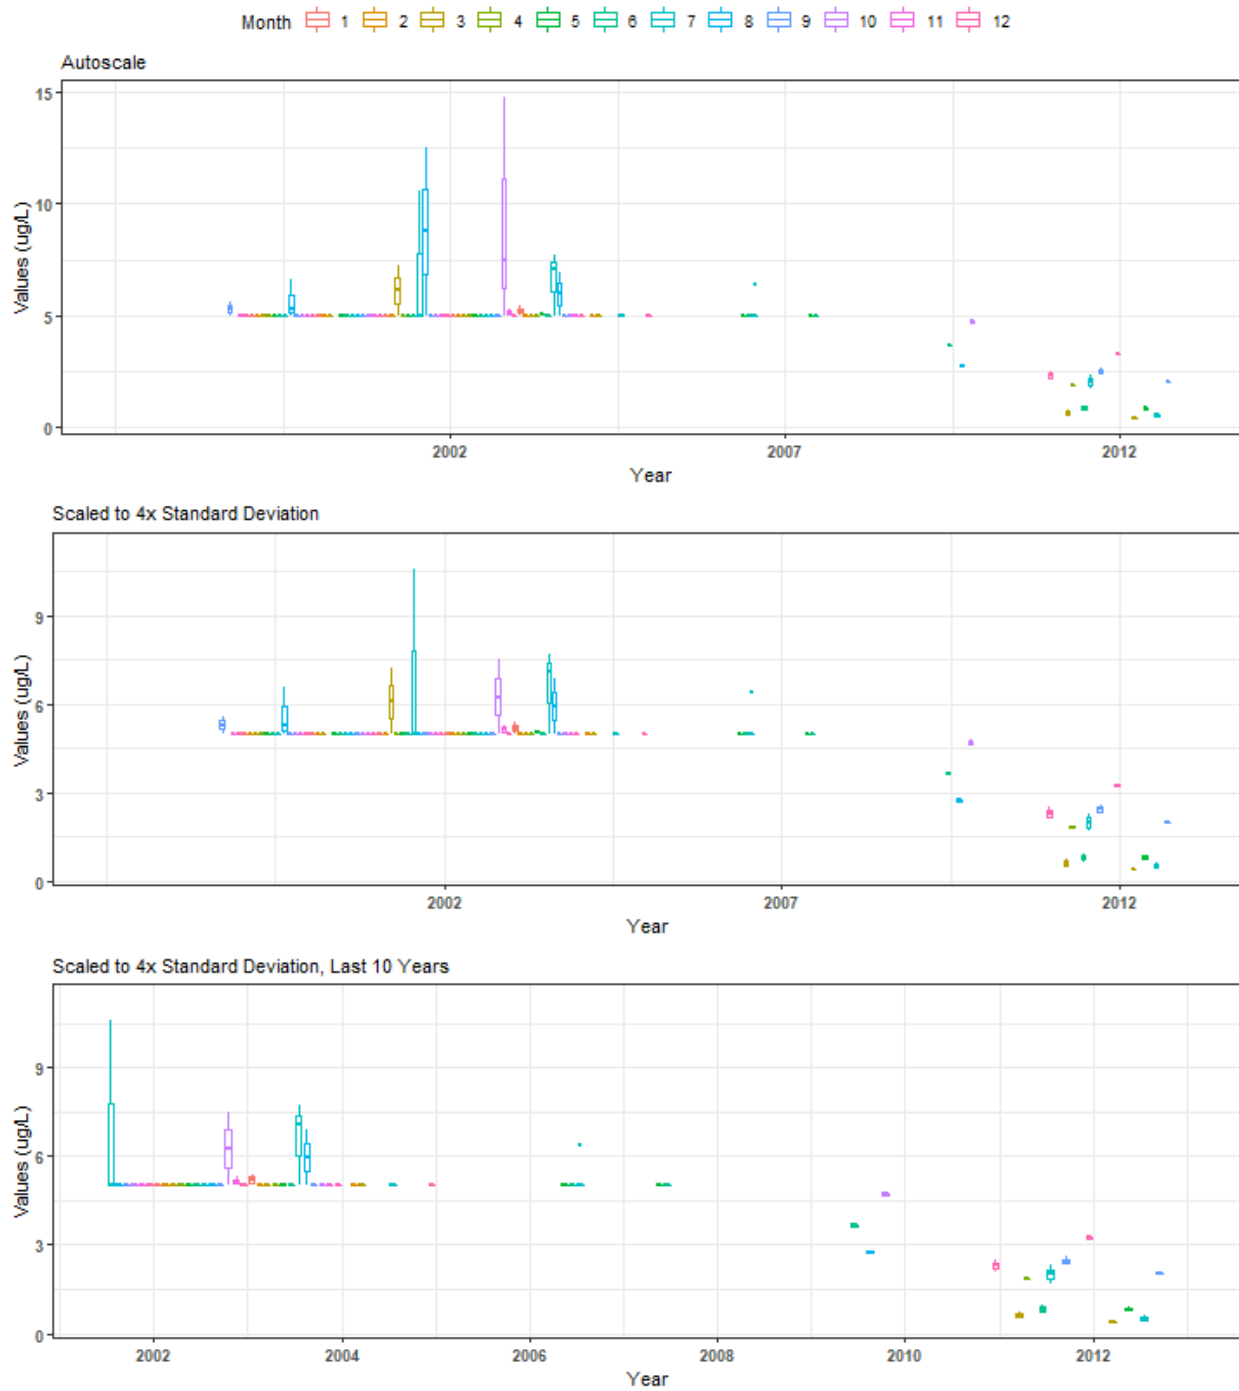 Month 1 2 3 4 5 6 7 8 9 10 11 12
Autoscale
15
10
5
0
Values (ug/L)
2002 2007 2012
Year
Scaled to 4x Standard Deviation
9
6
3
0
Values (ug/L)
2002 2007 2012
Year
Scaled to 4x Standard Deviation, Last 10 Years
9
6
3
0
Values (ug/L)
2002 2004 2006 2008 2010 2012
Year